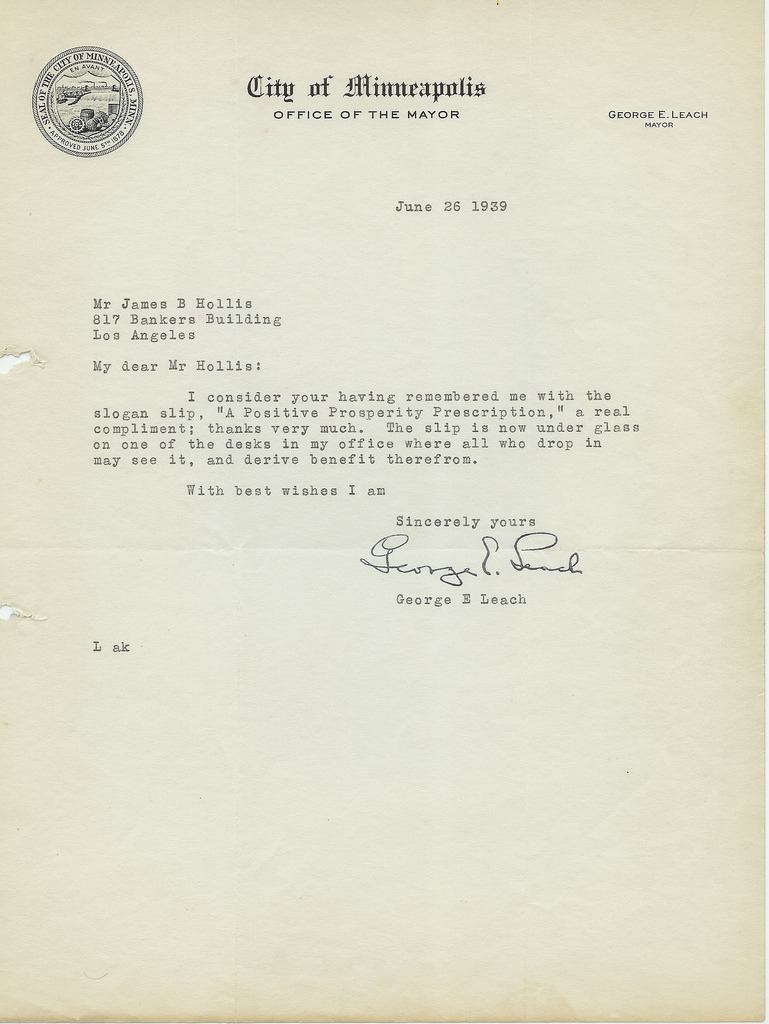 SEAL OF THE CITY OF MINNEAPOLIS, MINN.
EN AVANT
APPROVED JUNE 5TH 1878
City of Minneapolis
OFFICE OF THE MAYOR
GEORGE E. LEACH
MAYOR
June 26 1939
Mr James B Hollis
817 Bankers Building
Los Angeles
My dear Mr Hollis:
I consider your having remembered me with the
slogan slip, "A Positive Prosperity Prescription," a real
compliment; thanks very much. The slip is now under glass
on one of the desks in my office where all who drop in
may see it, and derive benefit therefrom.
With best wishes I am
Sincerely yours
George E. Leach
George E Leach
L ak